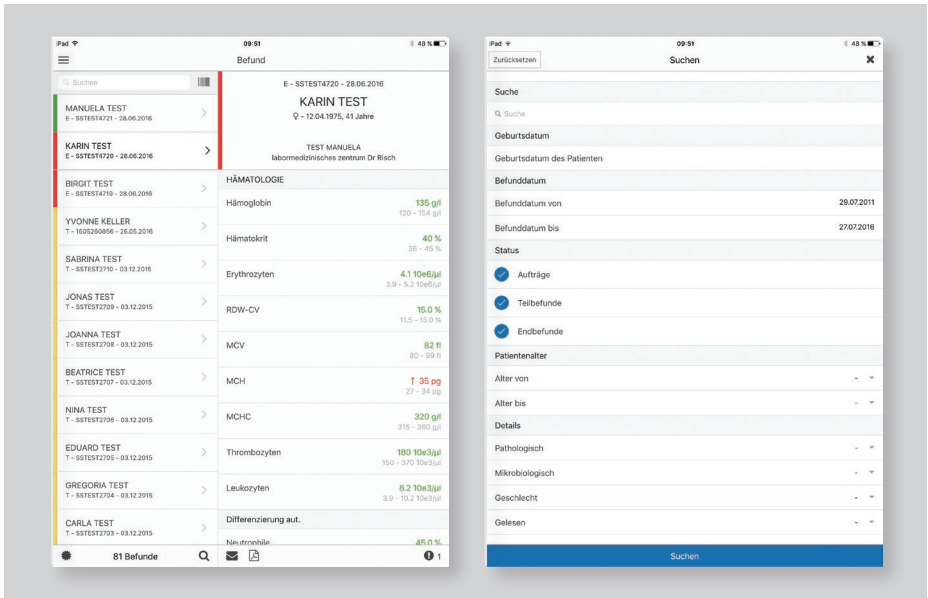 iPad 09:51 48 %
Befund
Suchen
MANUELA TEST
E - SSTEST4721 - 28.06.2016
KARIN TEST
E - SSTEST4720 - 28.06.2016
BIRGIT TEST
E - SSTEST4719 - 28.06.2016
YVONNE KELLER
T - 1605260856 - 26.05.2016
SABRINA TEST
T - SSTEST2710 - 03.12.2015
JONAS TEST
T - SSTEST2709 - 03.12.2015
JOANNA TEST
T - SSTEST2708 - 03.12.2015
BEATRICE TEST
T - SSTEST2707 - 03.12.2015
NINA TEST
T - SSTEST2706 - 03.12.2015
EDUARD TEST
T - SSTEST2705 - 03.12.2015
GREGORIA TEST
T - SSTEST2704 - 03.12.2015
CARLA TEST
T - SSTEST2703 - 03.12.2015
81 Befunde
E - SSTEST4720 - 28.06.2016
KARIN TEST
♀ - 12.04.1975, 41 Jahre
TEST MANUELA
labormedizinisches zentrum Dr Risch
HÄMATOLOGIE
Hämoglobin 135 g/l
120 - 154 g/l
Hämatokrit 40 %
36 - 45 %
Erythrozyten 4.1 10e6/µl
3.9 - 5.2 10e6/µl
RDW-CV 15.0 %
11.5 - 15.0 %
MCV 82 fl
80 - 99 fl
MCH ↑ 35 pg
27 - 34 pg
MCHC 320 g/l
315 - 360 g/l
Thrombozyten 180 10e3/µl
150 - 370 10e3/µl
Leukozyten 8.2 10e3/µl
3.9 - 10.2 10e3/µl
Differenzierung aut.
Neutrophile 45.0 %
1
iPad 09:51 48 %
Zurücksetzen Suchen
Suche
Suche
Geburtsdatum
Geburtsdatum des Patienten
Befunddatum
Befunddatum von 29.07.2011
Befunddatum bis 27.07.2016
Status
Aufträge
Teilbefunde
Endbefunde
Patientenalter
Alter von -
Alter bis -
Details
Pathologisch -
Mikrobiologisch -
Geschlecht -
Gelesen -
Suchen